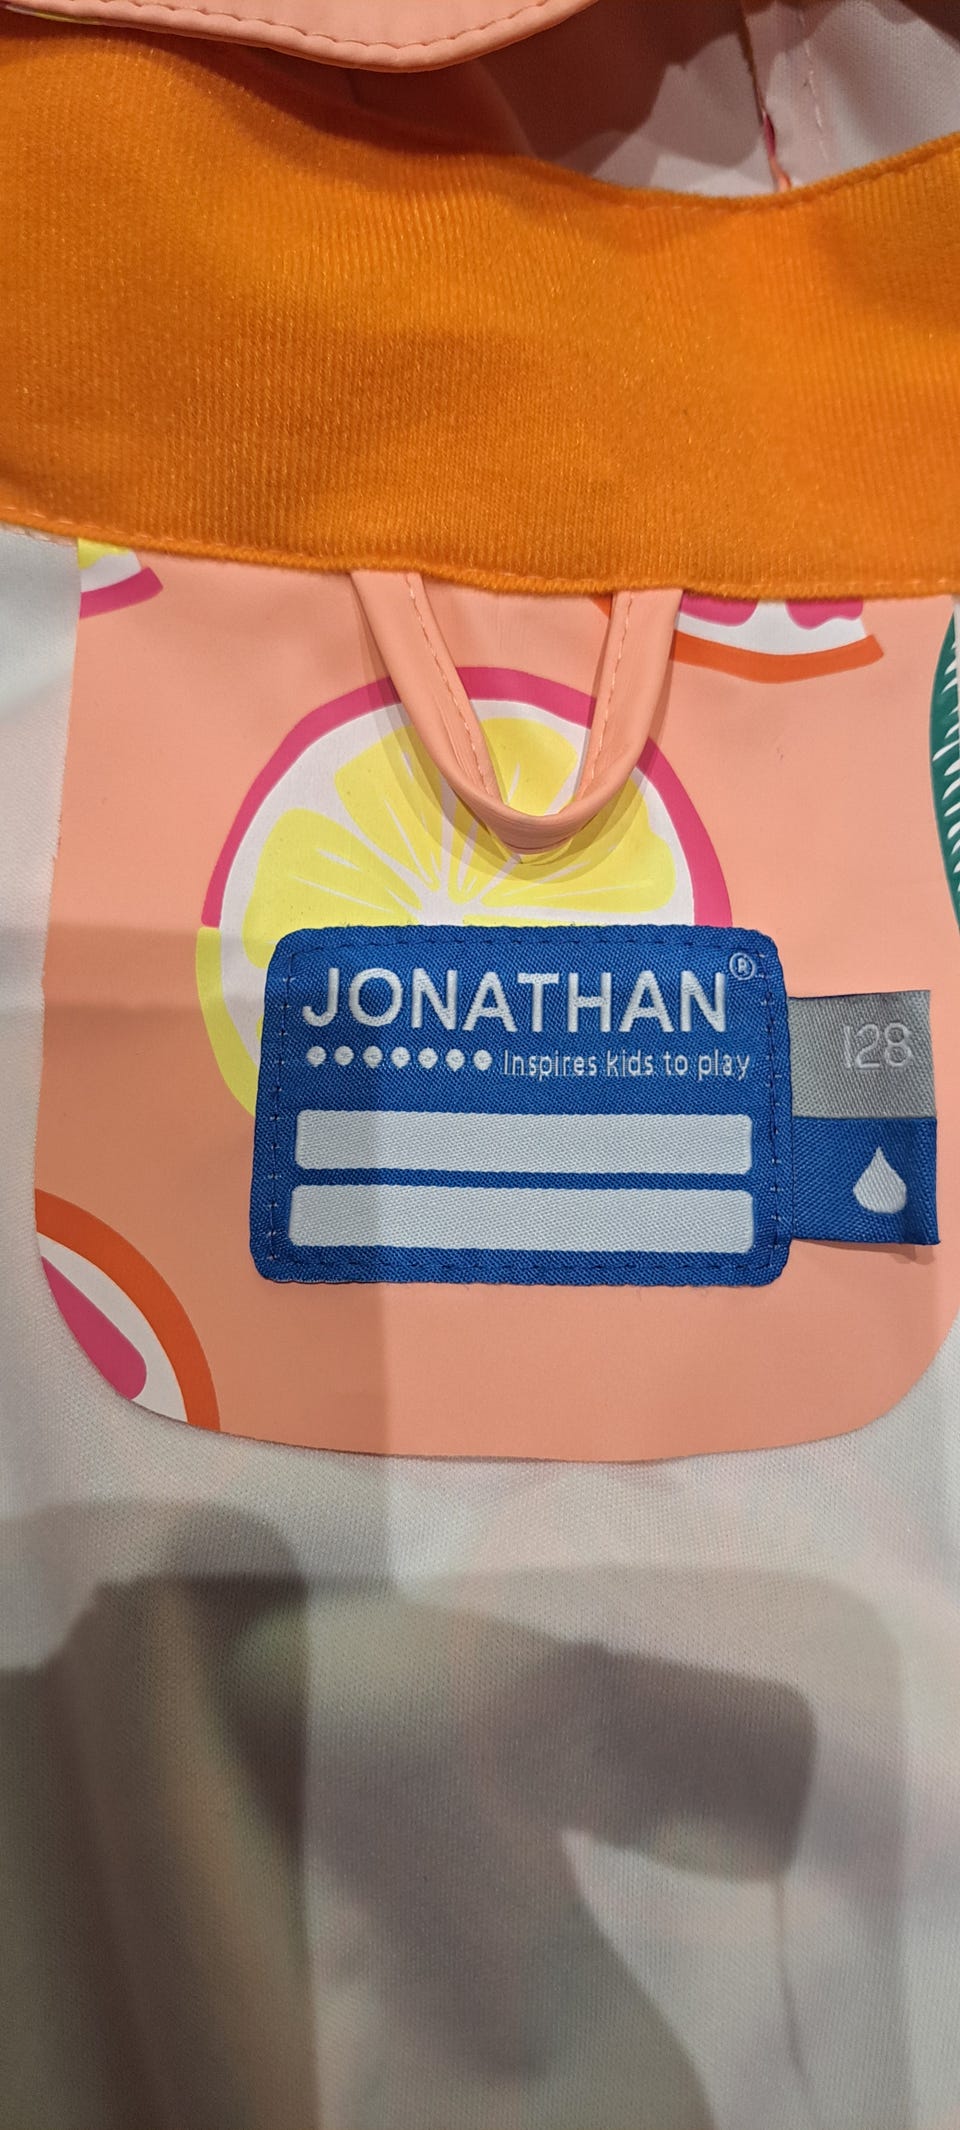 JONATHAN®
Inspires kids to play
128